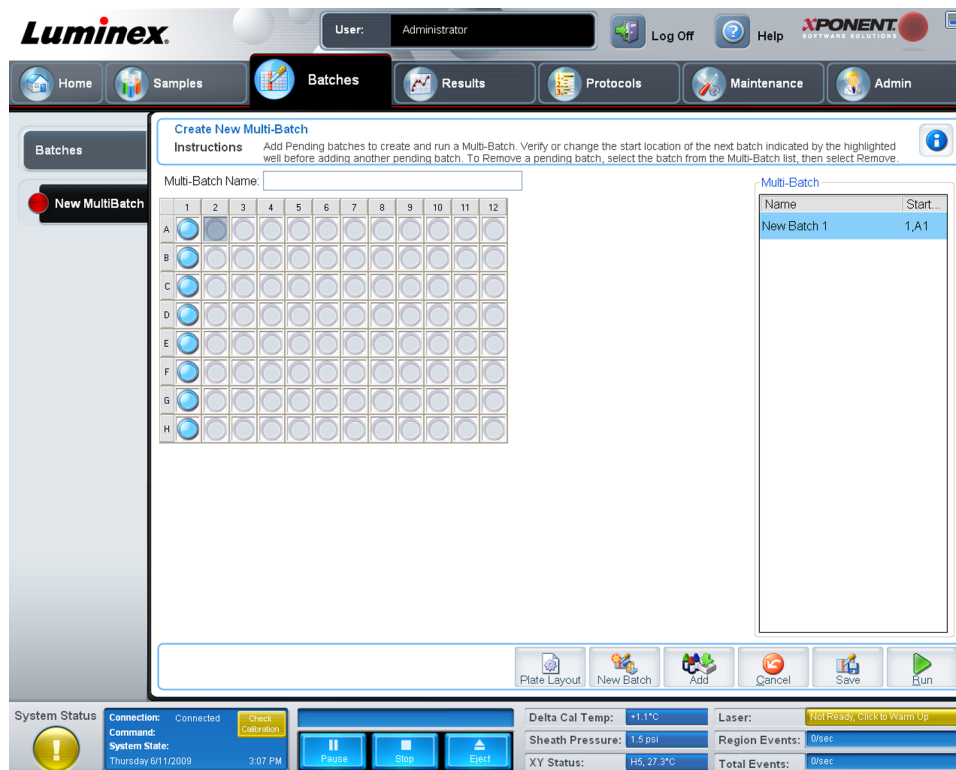 Luminex.
User: Administrator
Log Off
Help
XPONENT.
SOFTWARE SOLUTIONS
Home
Samples
Batches
Results
Protocols
Maintenance
Admin
Batches
New MultiBatch
Create New Multi-Batch
Instructions Add Pending batches to create and run a Multi-Batch. Verify or change the start location of the next batch indicated by the highlighted
well before adding another pending batch. To Remove a pending batch, select the batch from the Multi-Batch list, then select Remove.
Multi-Batch Name:
1 2 3 4 5 6 7 8 9 10 11 12
A
B
C
D
E
F
G
H
Multi-Batch
Name Start...
New Batch 1 1,A1
Plate Layout
New Batch
Add
Cancel
Save
Run
System Status
Connection: Connected
Command:
System State:
Thursday 6/11/2009 3:07 PM
Check
Calibration
Pause
Stop
Eject
Delta Cal Temp: +1.1°C
Sheath Pressure: 1.5 psi
XY Status: H5, 27.3°C
Laser: Not Ready, Click to Warm Up
Region Events: 0/sec
Total Events: 0/sec